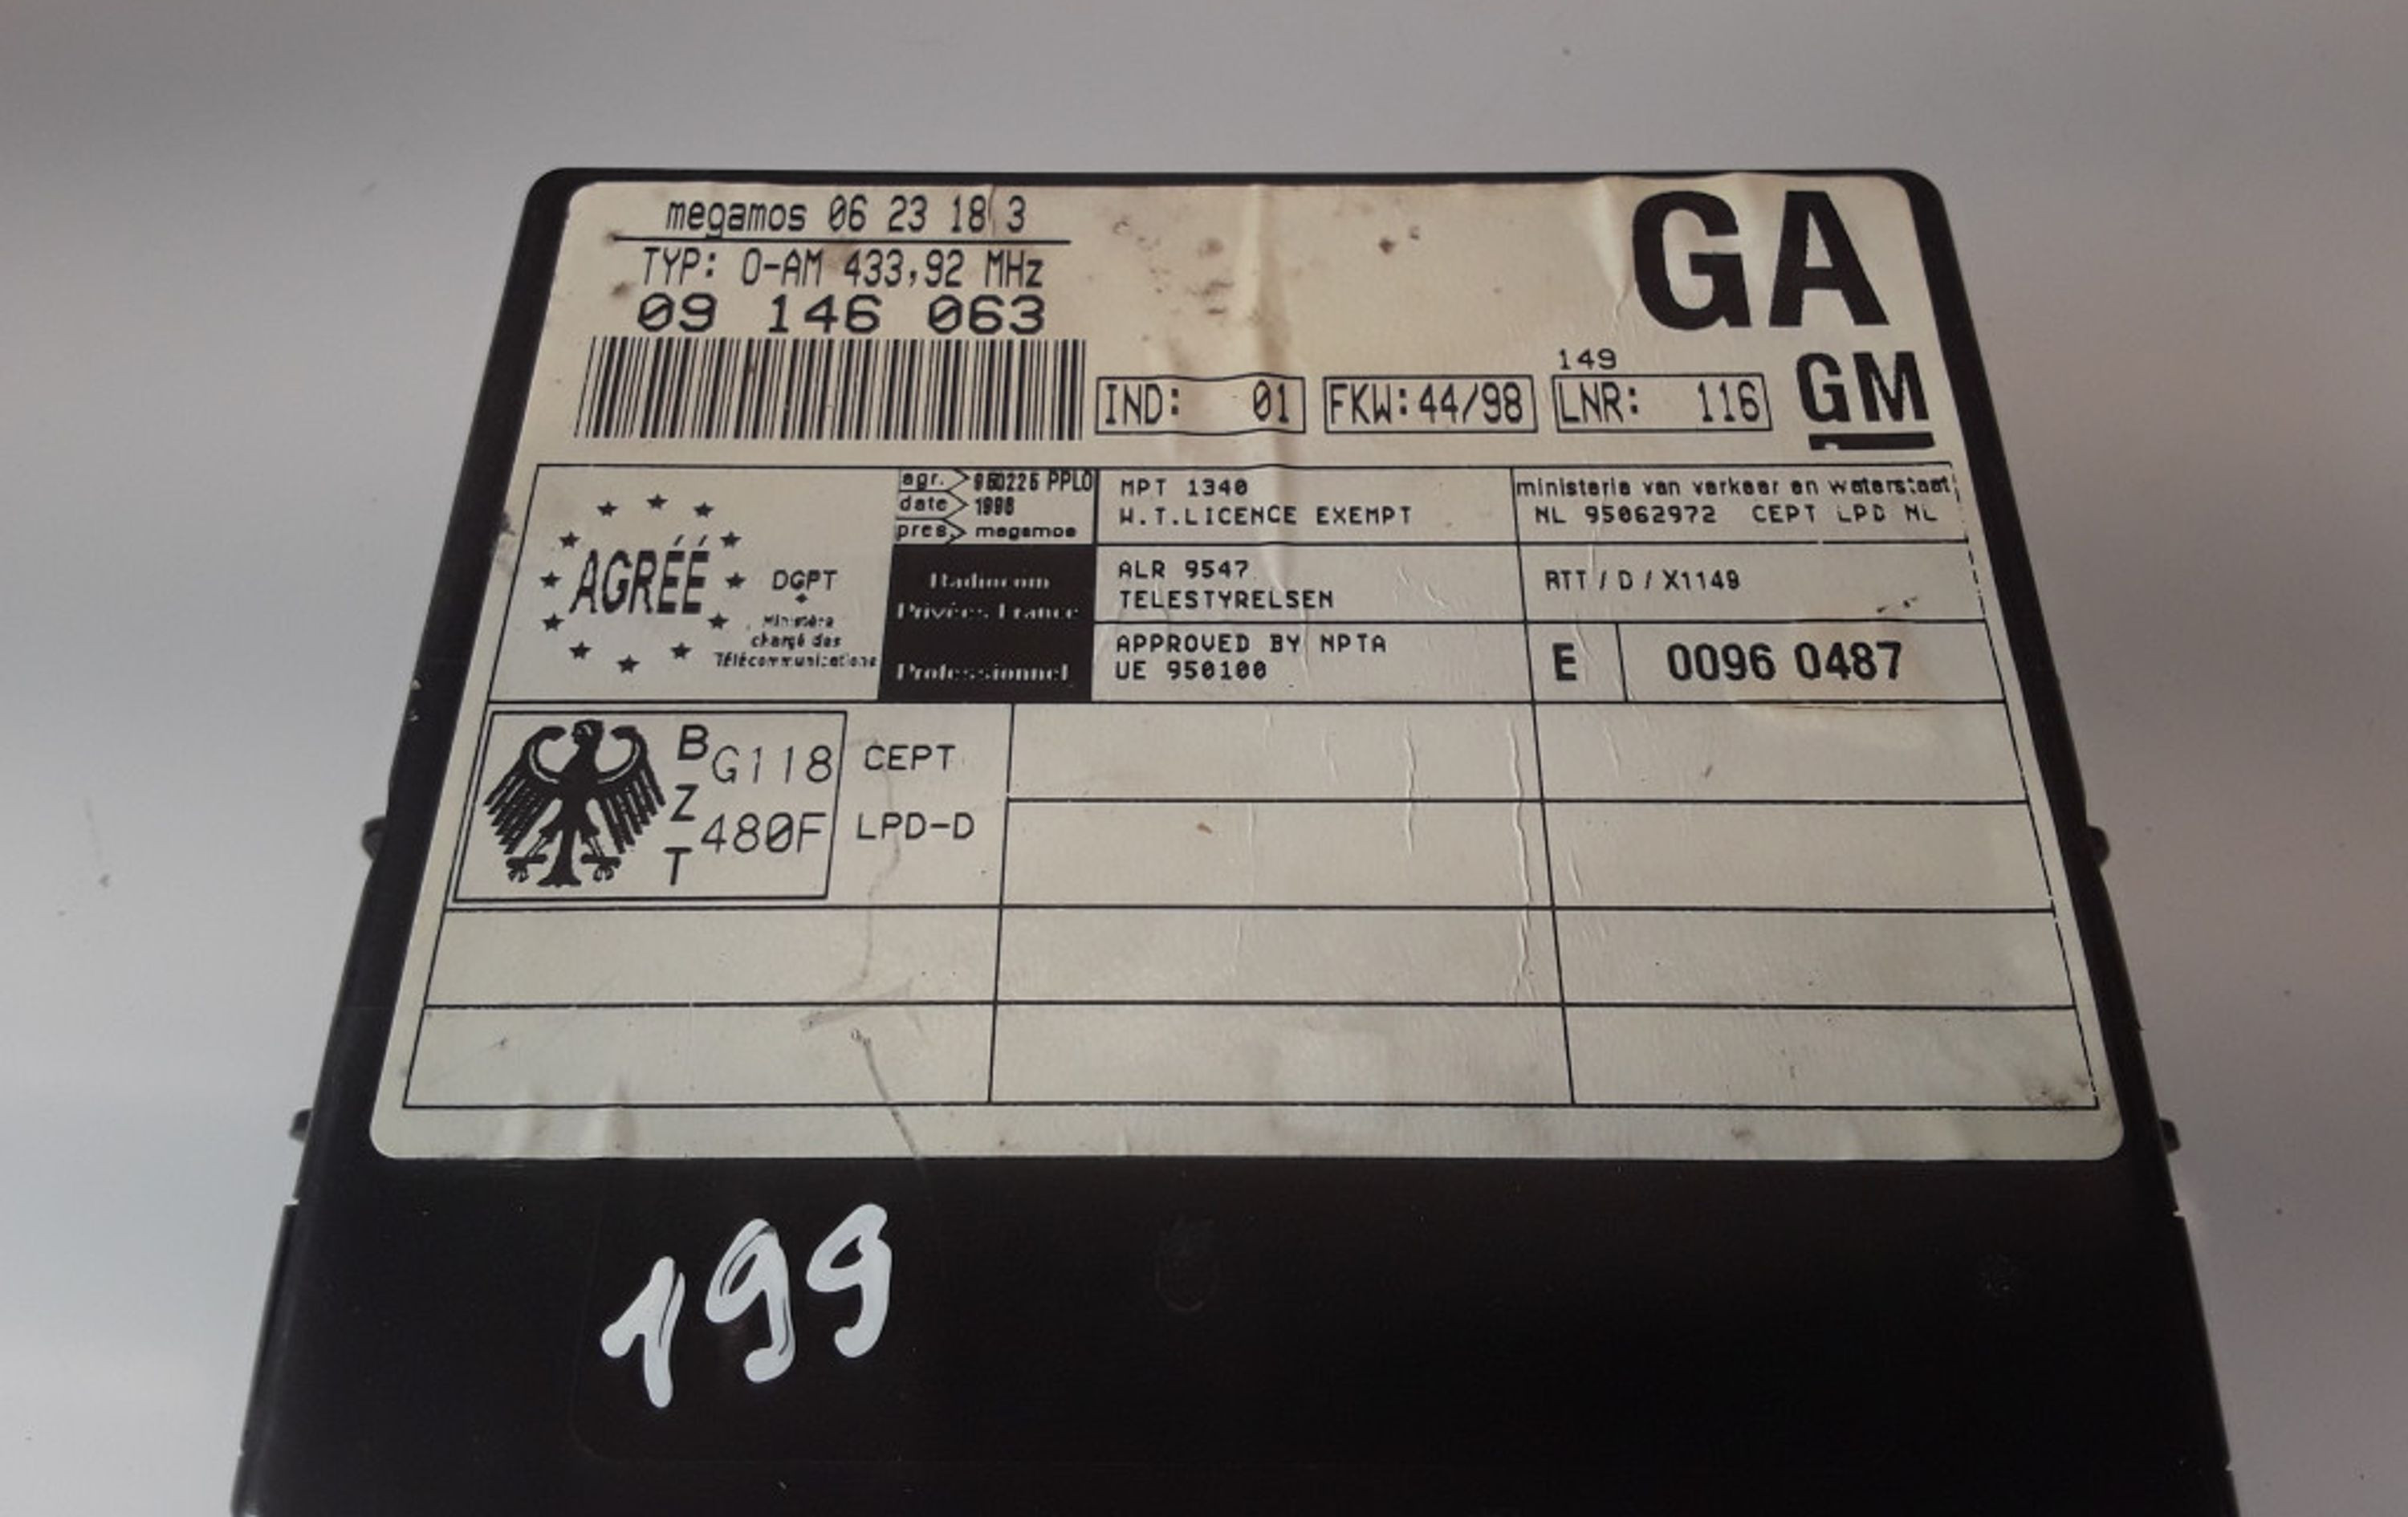 megamos 06 23 18 3
GA
TYP: O-AM 433,92 MHz
09 146 063
149
IND: 01
FKW:44/98
LNR: 116
GM
agr. PPLO
date
pres. megamos
MPT 1340
W.T.LICENCE EXEMPT
ministerie van verkeer en waterstaat
NL 95062972 CEPT LPD NL
AGRÉÉ
DGPT
Ministère
chargé des
Télécommunications
Radiocom
Privées France
Professionnel
ALR 9547
TELESTYRELSEN
RTT / D / X1149
APPROVED BY NPTA
UE 950100
E 0096 0487
BZT
G118
480F
CEPT
LPD-D
199